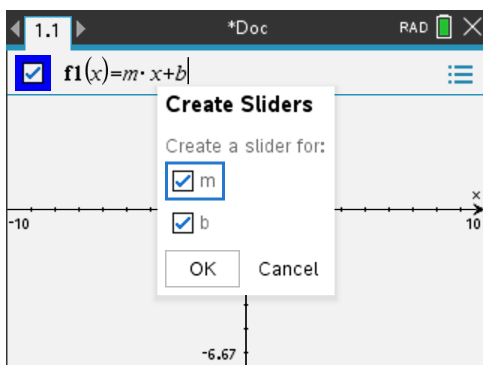 1.1 *Doc RAD
f1(x)=m·x+b
Create Sliders
Create a slider for:
m
b
OK Cancel
x
-10 10
-6.67